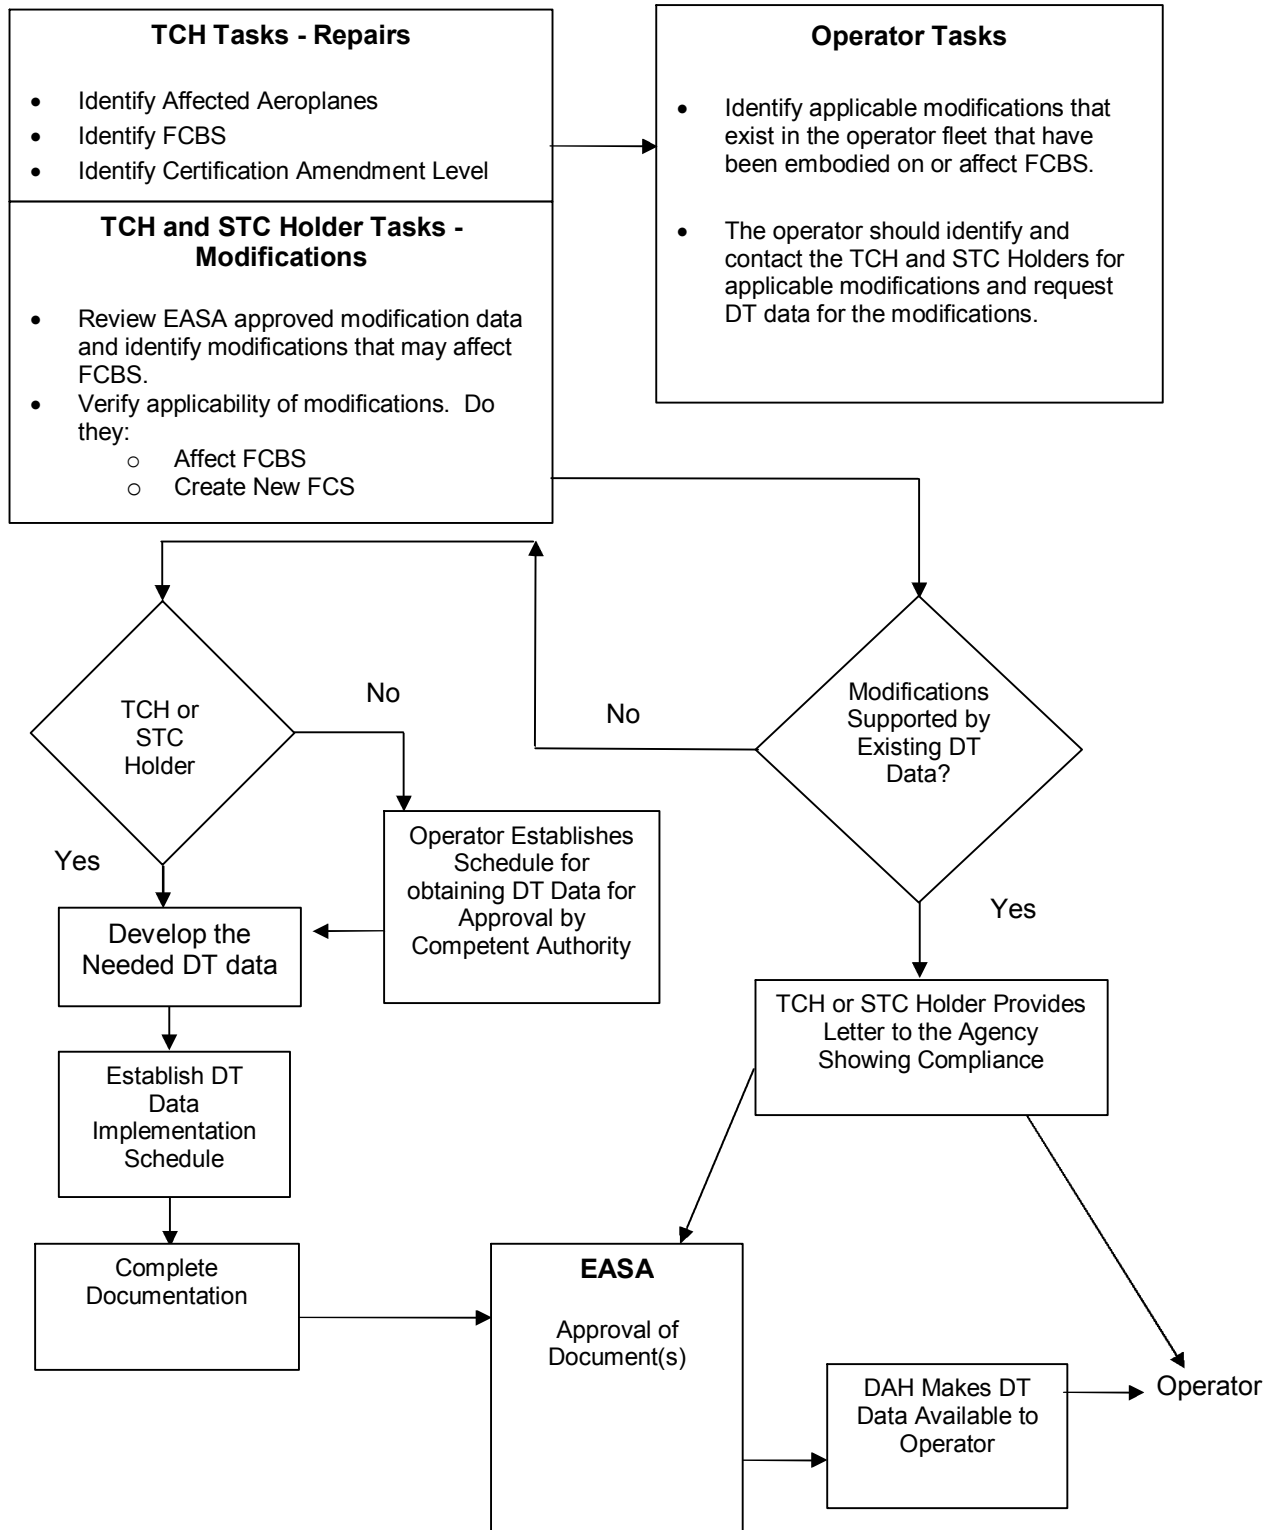 TCH Tasks - Repairs
• Identify Affected Aeroplanes
• Identify FCBS
• Identify Certification Amendment Level
TCH and STC Holder Tasks -
Modifications
• Review EASA approved modification data
and identify modifications that may affect
FCBS.
• Verify applicability of modifications. Do
they:
o Affect FCBS
o Create New FCS
Operator Tasks
• Identify applicable modifications that
exist in the operator fleet that have
been embodied on or affect FCBS.
• The operator should identify and
contact the TCH and STC Holders for
applicable modifications and request
DT data for the modifications.
TCH or
STC
Holder
No
No
Modifications
Supported by
Existing DT
Data?
Yes
Operator Establishes
Schedule for
obtaining DT Data for
Approval by
Competent Authority
Yes
Develop the
Needed DT data
TCH or STC Holder Provides
Letter to the Agency
Showing Compliance
Establish DT
Data
Implementation
Schedule
Complete
Documentation
EASA
Approval of
Document(s)
DAH Makes DT
Data Available to
Operator
Operator